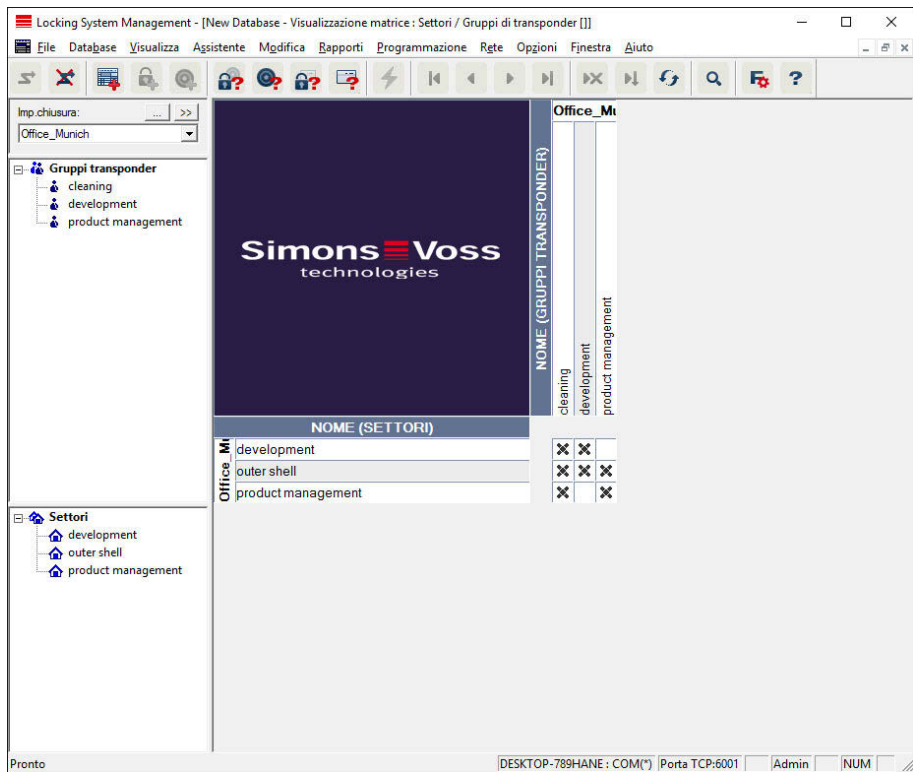 Locking System Management - [New Database - Visualizzazione matrice : Settori / Gruppi di transponder []]
File Database Visualizza Assistente Modifica Rapporti Programmazione Rete Opzioni Finestra Aiuto
Imp.chiusura:
... >>
Office_Munich
Gruppi transponder
cleaning
development
product management
Settori
development
outer shell
product management
Simons Voss
technologies
NOME (GRUPPI TRANSPONDER)
Office_Mu
cleaning
development
product management
NOME (SETTORI)
Office_M
development
outer shell
product management
Pronto
DESKTOP-789HANE : COM(*) Porta TCP:6001 Admin NUM